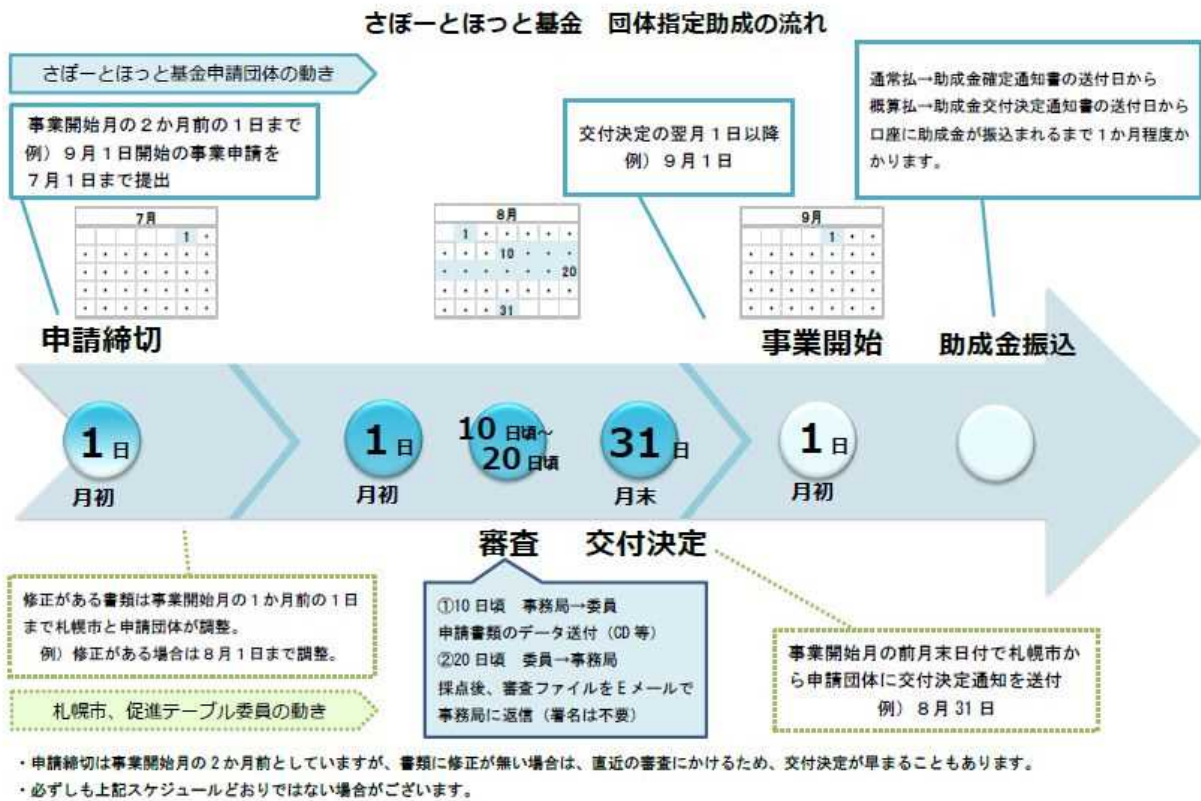 さぽーとほっと基金　団体指定助成の流れ
さぽーとほっと基金申請団体の動き
事業開始月の２か月前の１日まで
例）９月１日開始の事業申請を
７月１日まで提出
交付決定の翌月１日以降
例）９月１日
通常払→助成金確定通知書の送付日から
概算払→助成金交付決定通知書の送付日から
口座に助成金が振込まれるまで１か月程度か
かります。
7月
1
8月
1
10
20
31
9月
1
申請締切
事業開始
助成金振込
1日
月初
1日
月初
10日頃～
20日頃
31日
月末
1日
月初
審査
交付決定
修正がある書類は事業開始月の１か月前の１日
まで札幌市と申請団体が調整。
例）修正がある場合は８月１日まで調整。
札幌市、促進テーブル委員の動き
①10日頃　事務局→委員
申請書類のデータ送付（CD等）
②20日頃　委員→事務局
採点後、審査ファイルをEメールで
事務局に返信（署名は不要）
事業開始月の前月末日付で札幌市か
ら申請団体に交付決定通知を送付
例）８月31日
・申請締切は事業開始月の２か月前としていますが、書類に修正が無い場合は、直近の審査にかけるため、交付決定が早まることもあります。
・必ずしも上記スケジュールどおりではない場合がございます。